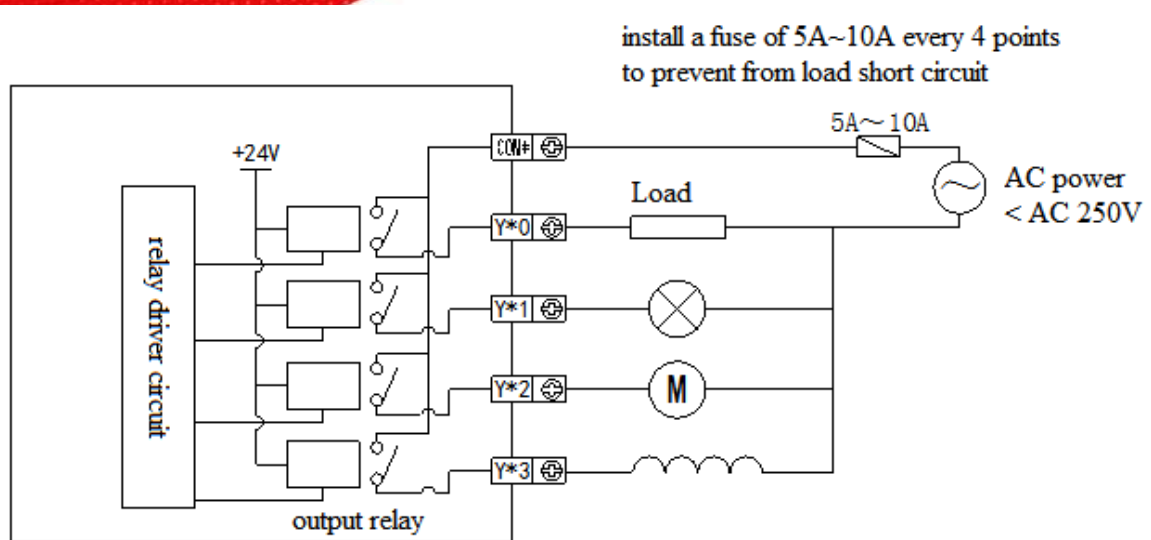 install a fuse of 5A~10A every 4 points
to prevent from load short circuit
5A～10A
COM#
+24V
AC power
< AC 250V
Load
Y*0
relay driver circuit
Y*1
Y*2
M
Y*3
output relay